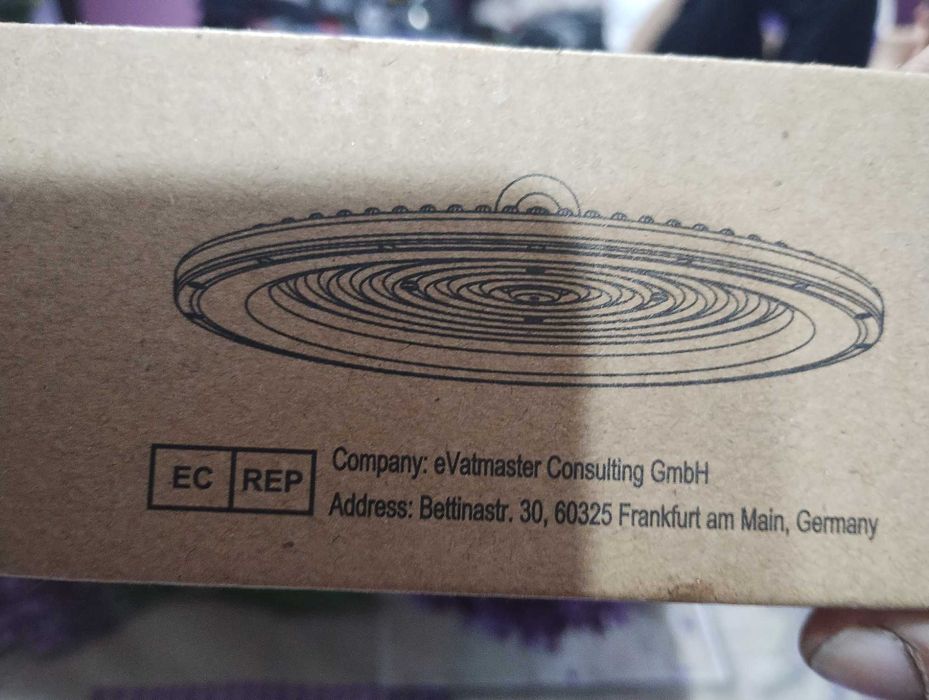 EC REP
Company: eVatmaster Consulting GmbH
Address: Bettinastr. 30, 60325 Frankfurt am Main, Germany